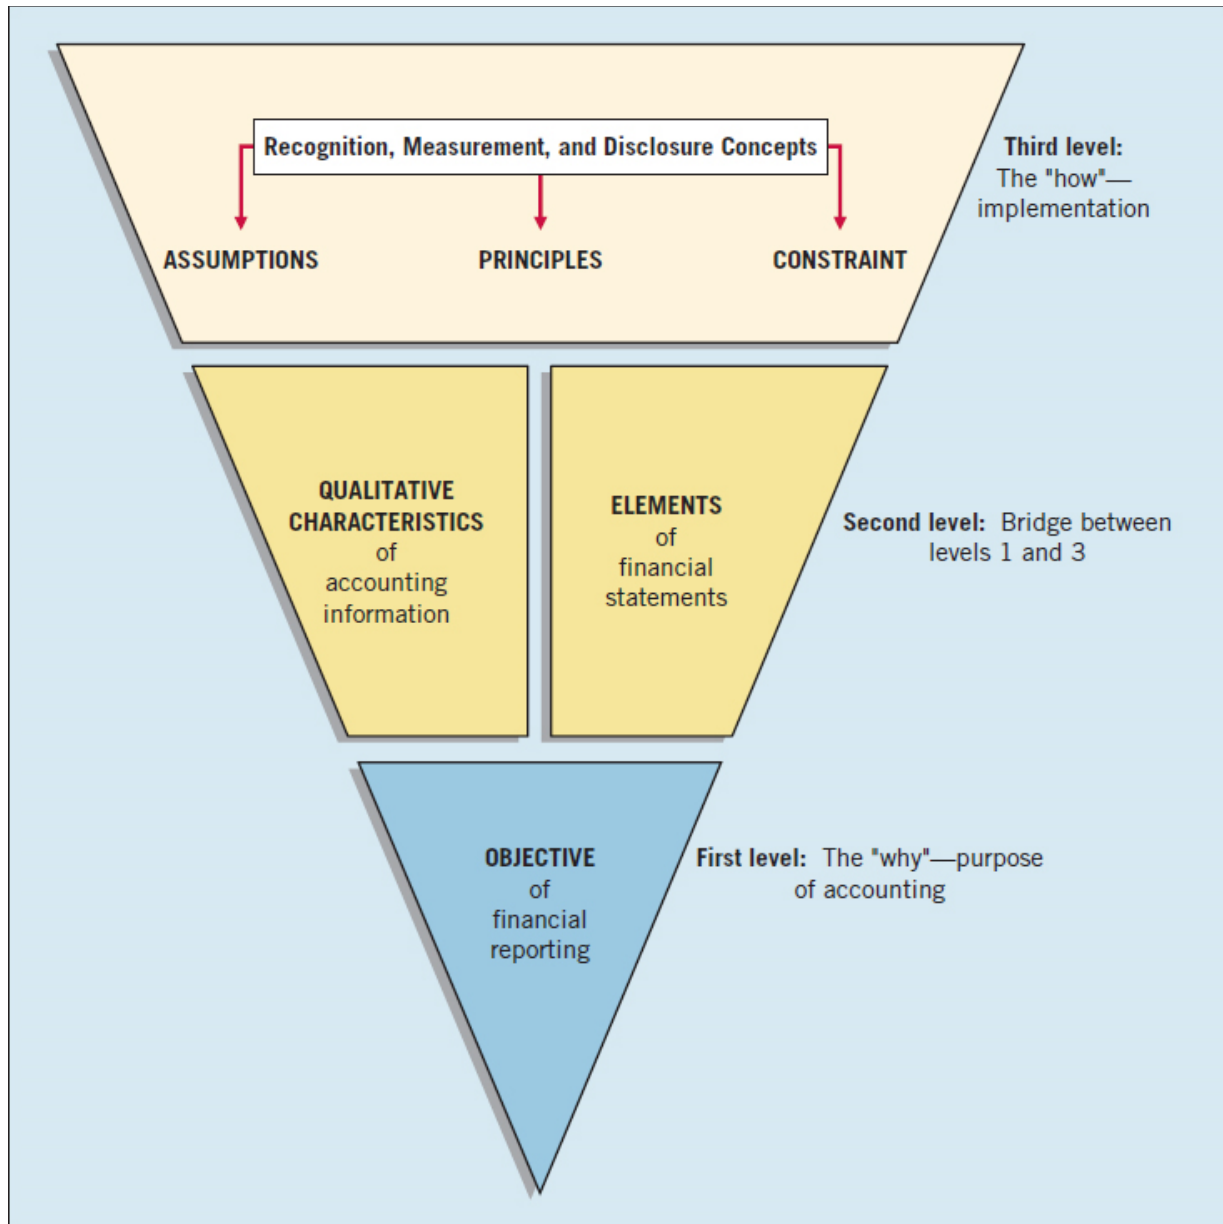 Recognition, Measurement, and Disclosure Concepts
ASSUMPTIONS
PRINCIPLES
CONSTRAINT
Third level:
The "how"—
implementation
QUALITATIVE
CHARACTERISTICS
of
accounting
information
ELEMENTS
of
financial
statements
Second level: Bridge between
levels 1 and 3
OBJECTIVE
of
financial
reporting
First level: The "why"—purpose
of accounting